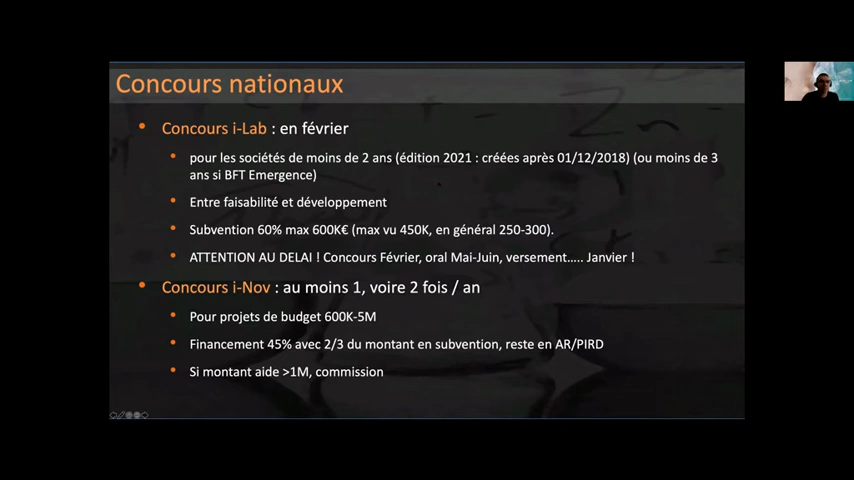 Concours nationaux
• Concours i-Lab : en février
• pour les sociétés de moins de 2 ans (édition 2021 : créées après 01/12/2018) (ou moins de 3
ans si BFT Emergence)
• Entre faisabilité et développement
• Subvention 60% max 600K€ (max vu 450K, en général 250-300).
• ATTENTION AU DELAI ! Concours Février, oral Mai-Juin, versement….. Janvier !
• Concours i-Nov : au moins 1, voire 2 fois / an
• Pour projets de budget 600K-5M
• Financement 45% avec 2/3 du montant en subvention, reste en AR/PIRD
• Si montant aide >1M, commission